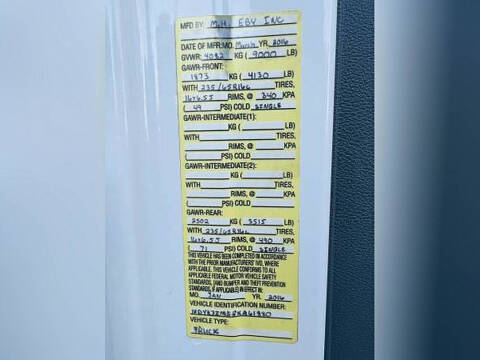 MFD BY: M.H. EBY INC
DATE OF MFR: MO. March YR. 2016
GVWR: 4082 KG ( 9000 LB)
GAWR-FRONT:
1873 KG ( 4130 LB)
WITH 235/65R16C TIRES,
16x6.5J RIMS, @ 340 KPA
( 49 PSI) COLD SINGLE
GAWR-INTERMEDIATE(1):
KG ( LB)
WITH TIRES,
RIMS, @ KPA
( PSI) COLD
GAWR-INTERMEDIATE(2):
KG ( LB)
WITH TIRES,
RIMS, @ KPA
( PSI) COLD
GAWR-REAR:
2502 KG ( 5515 LB)
WITH 235/65R16C TIRES,
16x6.5J RIMS, @ 490 KPA
( 71 PSI) COLD SINGLE
THIS VEHICLE HAS BEEN COMPLETED IN ACCORDANCE
WITH THE PRIOR MANUFACTURERS' IVD, WHERE
APPLICABLE. THIS VEHICLE CONFORMS TO ALL
APPLICABLE FEDERAL MOTOR VEHICLE SAFETY
STANDARDS, [AND BUMPER AND THEFT PREVENTION
STANDARDS, IF APPLICABLE] IN EFFECT IN:
MO. JAN YR. 2016
VEHICLE IDENTIFICATION NUMBER:
VEHICLE TYPE:
TRUCK